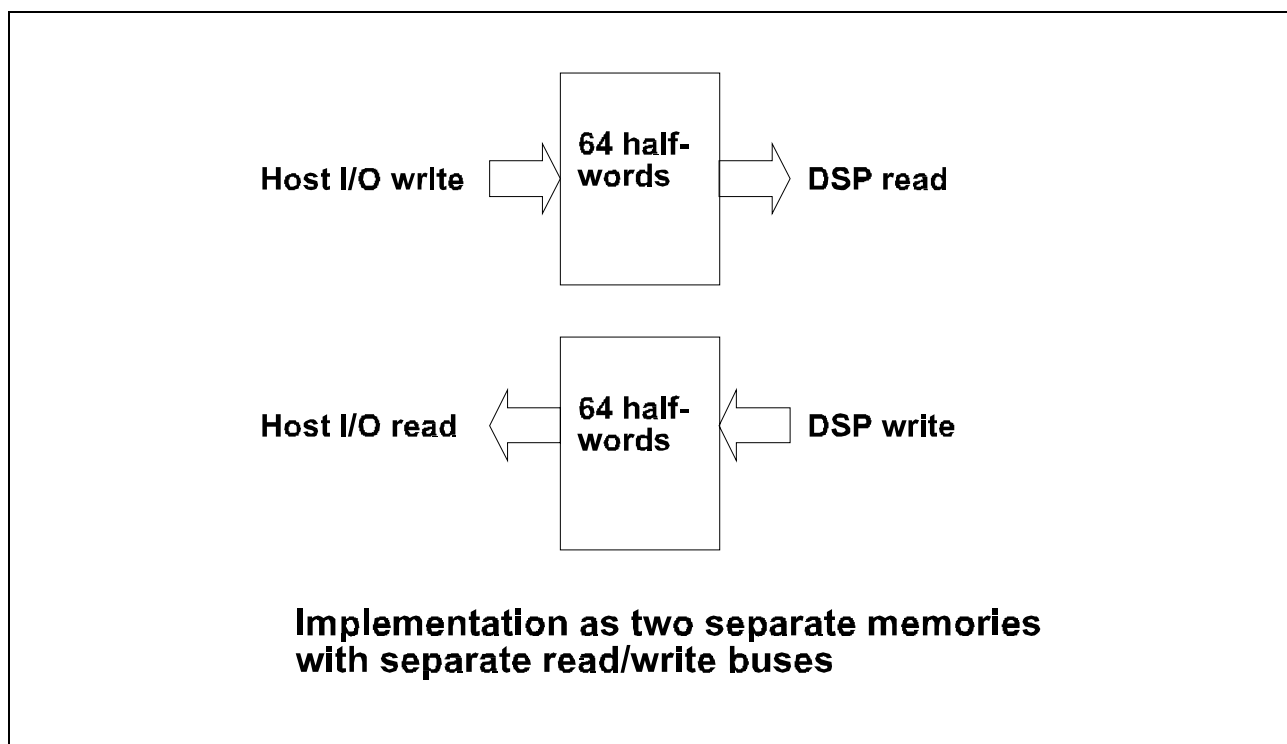 Host I/O write
64 half-
words
DSP read
Host I/O read
64 half-
words
DSP write
Implementation as two separate memories
with separate read/write buses